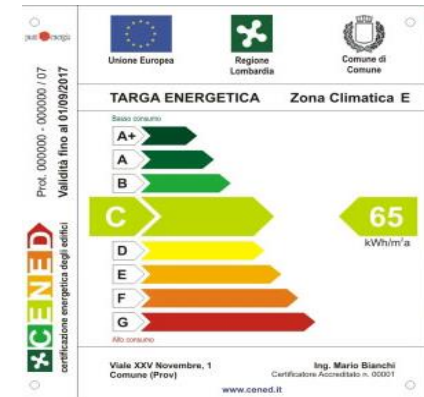 punti energia
Prot. 000000 - 000000 / 07
Validità fino al 01/09/2017
CENED
certificazione energetica degli edifici
Unione Europea
Regione
Lombardia
Comune di
Comune
TARGA ENERGETICA Zona Climatica E
Basso consumo
A+
A
B
C 65
kWh/m²a
D
E
F
G
Alto consumo
Viale XXV Novembre, 1
Comune (Prov)
Ing. Mario Bianchi
Certificatore Accreditato n. 00001
www.cened.it